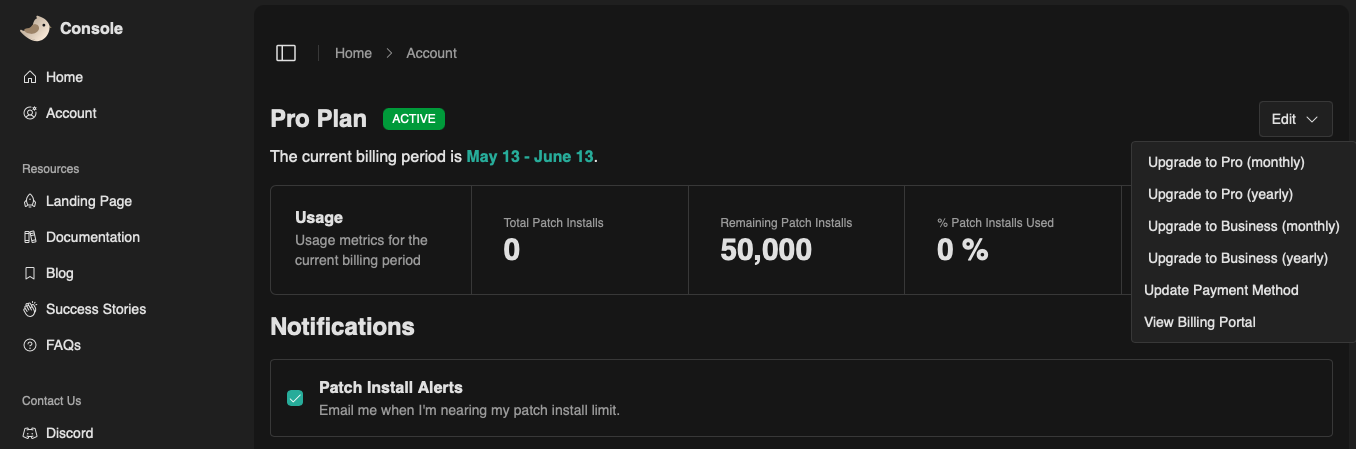 Console
Home
Account
Resources
Landing Page
Documentation
Blog
Success Stories
FAQs
Contact Us
Discord
Home > Account
Pro Plan ACTIVE
Edit
The current billing period is May 13 - June 13.
Upgrade to Pro (monthly)
Upgrade to Pro (yearly)
Upgrade to Business (monthly)
Upgrade to Business (yearly)
Update Payment Method
View Billing Portal
Usage
Usage metrics for the
current billing period
Total Patch Installs
0
Remaining Patch Installs
50,000
% Patch Installs Used
0 %
Notifications
Patch Install Alerts
Email me when I'm nearing my patch install limit.